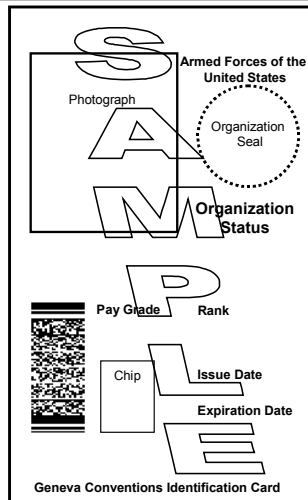 SAMPLE
Armed Forces of the
United States
Photograph
Organization
Seal
Organization
Status
Pay Grade
Rank
Chip
Issue Date
Expiration Date
Geneva Conventions Identification Card